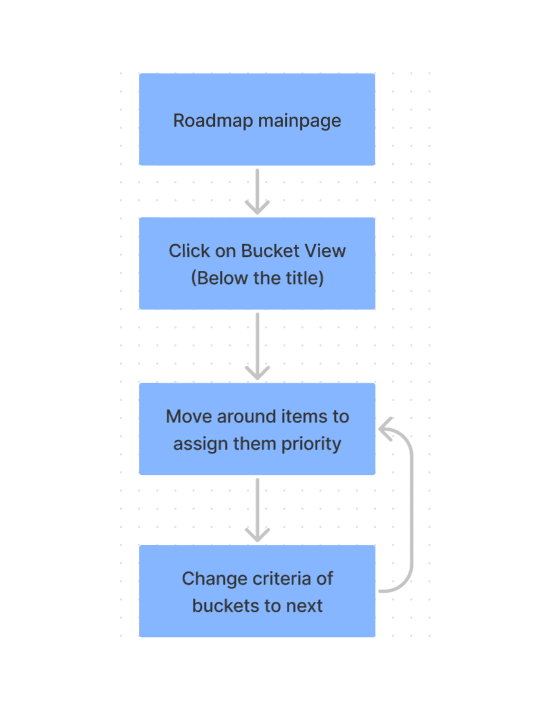 Roadmap mainpage
Click on Bucket View
(Below the title)
Move around items to
assign them priority
Change criteria of
buckets to next